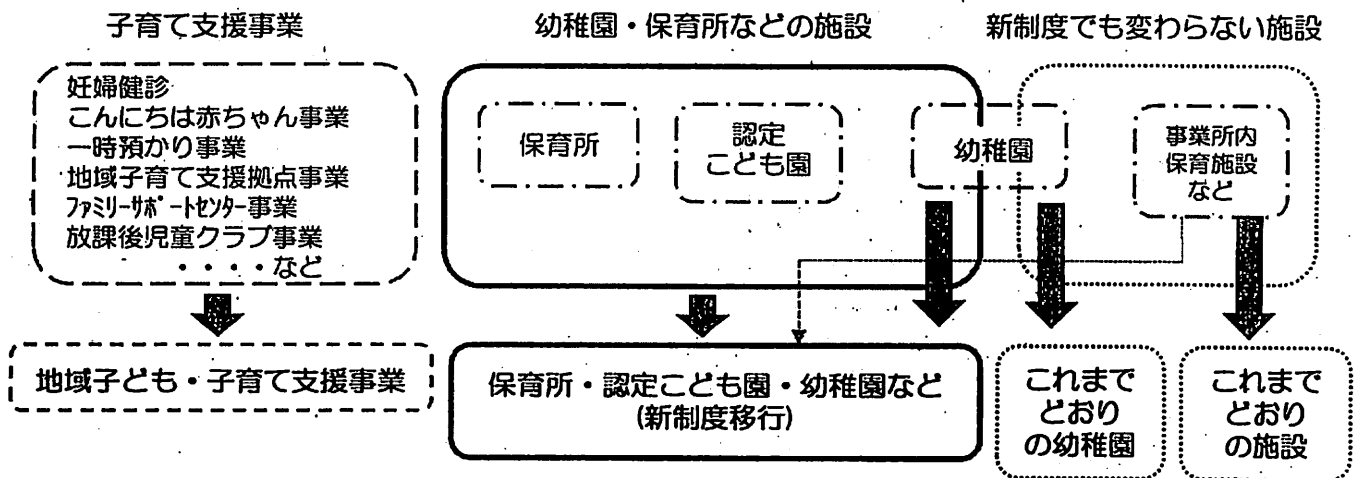 子育て支援事業
幼稚園・保育所などの施設
新制度でも変わらない施設
妊婦健診
こんにちは赤ちゃん事業
一時預かり事業
地域子育て支援拠点事業
ﾌｧﾐﾘｰｻﾎﾟｰﾄｾﾝﾀｰ事業
放課後児童クラブ事業
・・・・など
保育所
認定
こども園
幼稚園
事業所内
保育施設
など
地域子ども・子育て支援事業
保育所・認定こども園・幼稚園など
(新制度移行)
これまで
どおり
の幼稚園
これまで
どおり
の施設